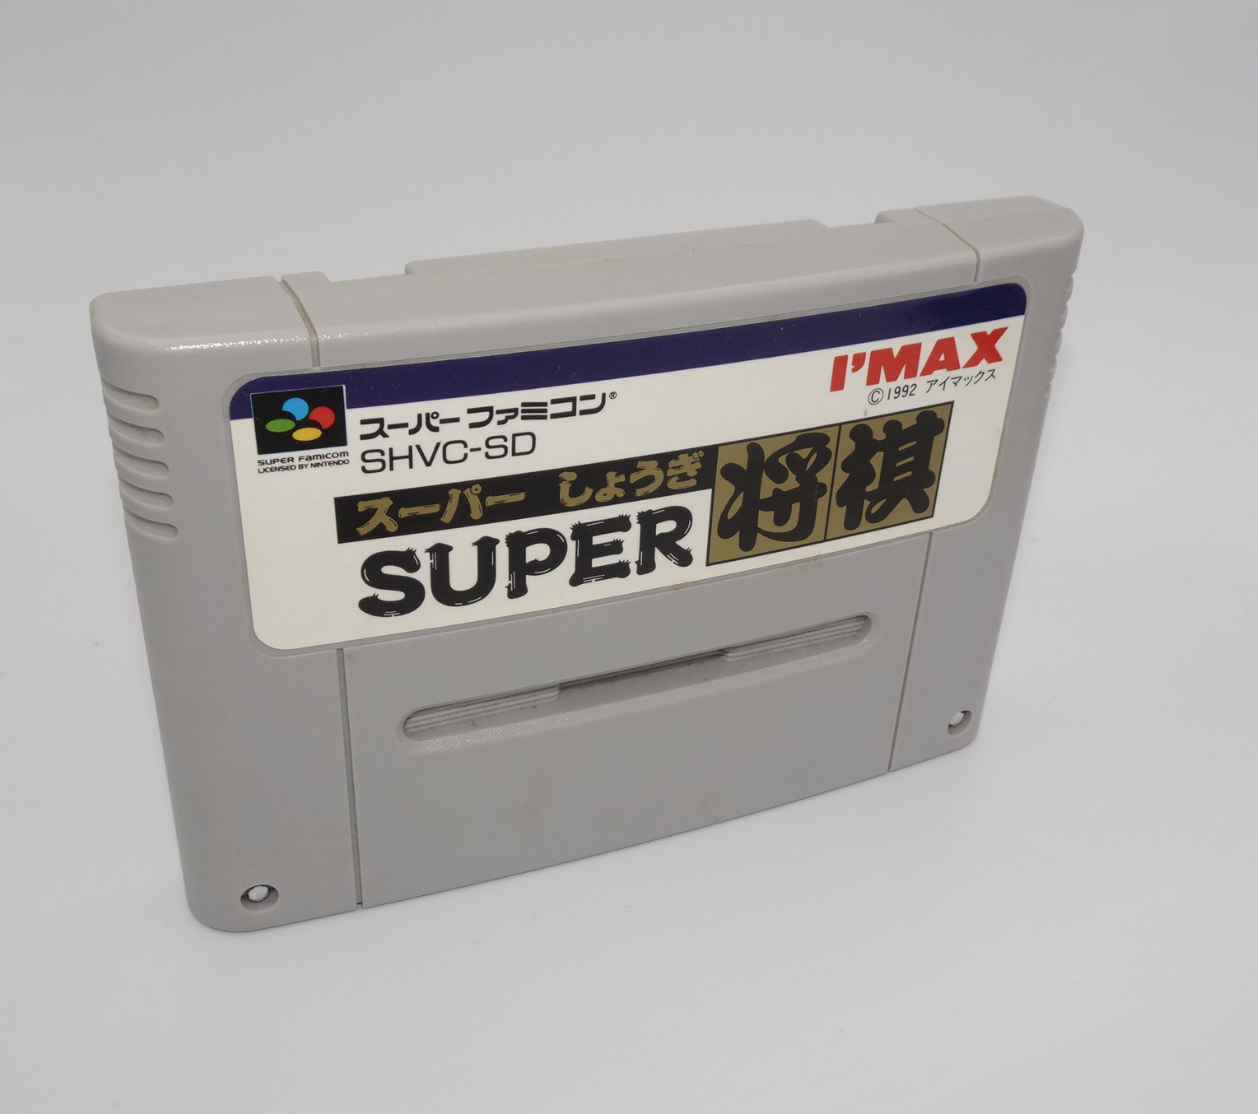 I'MAX
©1992 アイマックス
スーパーファミコン®
SHVC-SD
SUPER FAMICOM
LICENSED BY NINTENDO
スーパー しょうぎ
SUPER 将棋